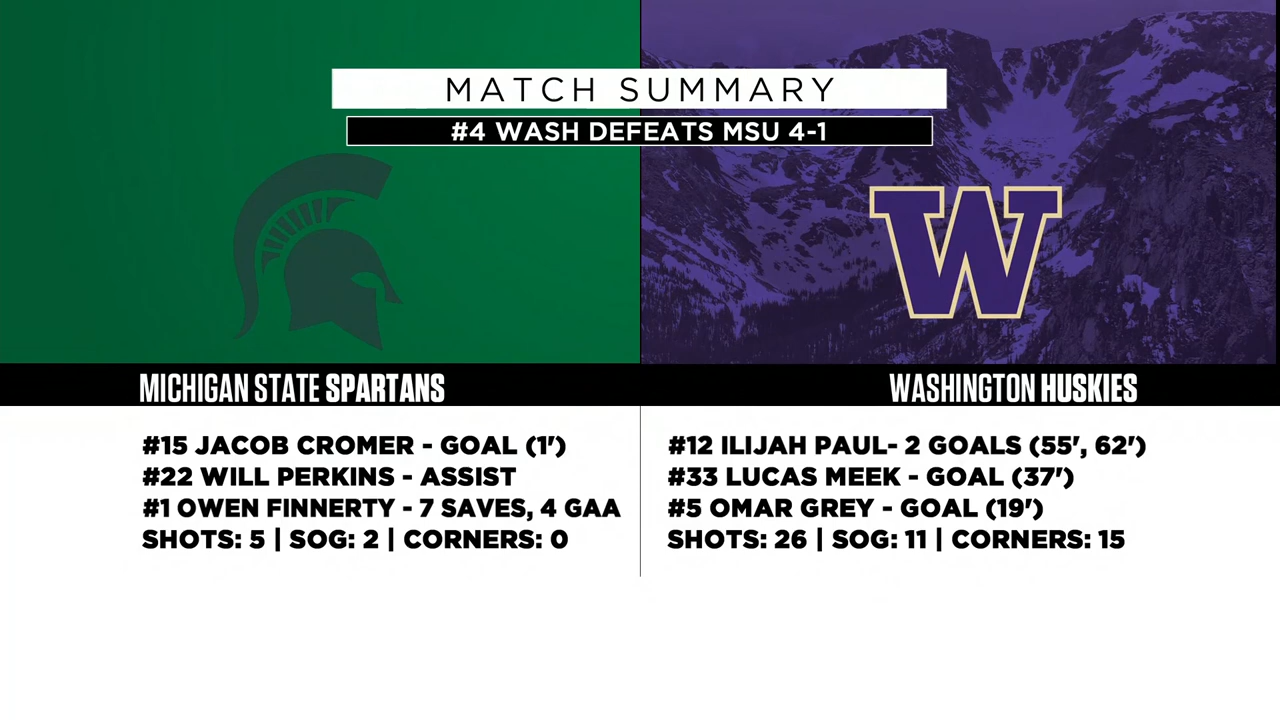 MATCH SUMMARY
#4 WASH DEFEATS MSU 4-1
W
MICHIGAN STATE SPARTANS
#15 JACOB CROMER - GOAL (1')
#22 WILL PERKINS - ASSIST
#1 OWEN FINNERTY - 7 SAVES, 4 GAA
SHOTS: 5 | SOG: 2 | CORNERS: 0
WASHINGTON HUSKIES
#12 ILIJAH PAUL- 2 GOALS (55', 62')
#33 LUCAS MEEK - GOAL (37')
#5 OMAR GREY - GOAL (19')
SHOTS: 26 | SOG: 11 | CORNERS: 15